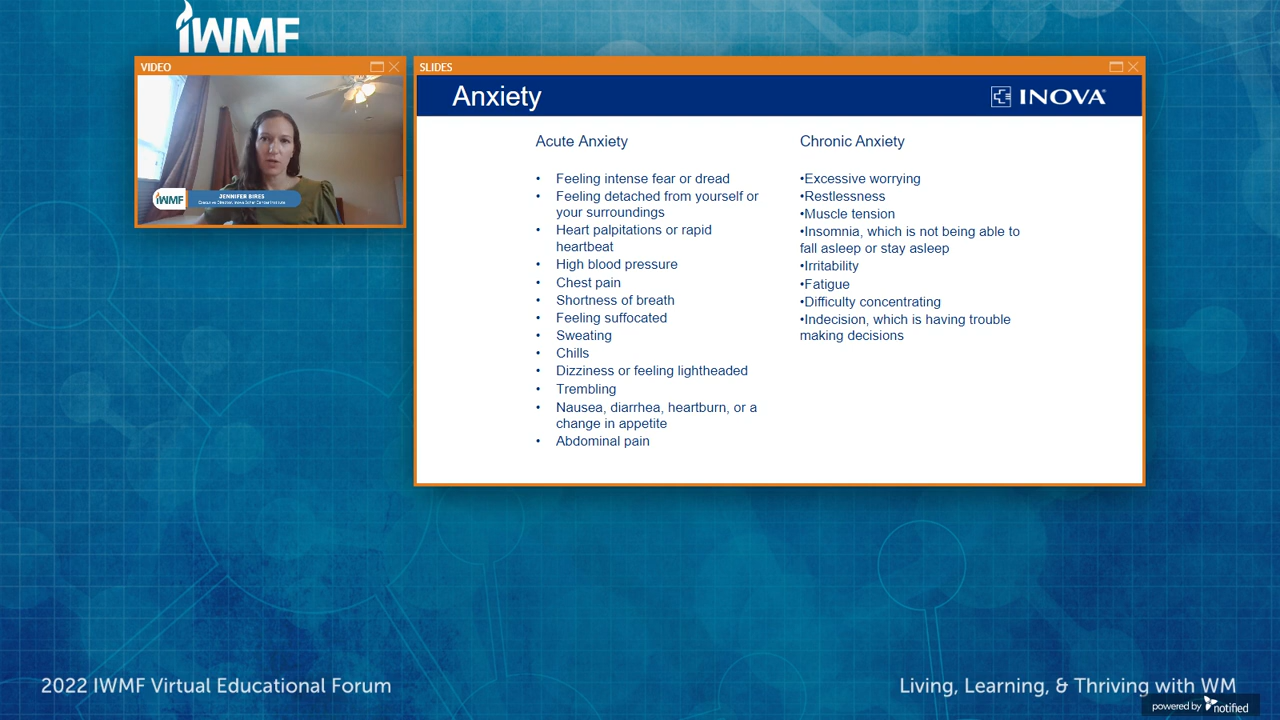 IWMF
VIDEO
JENNIFER BIRES
IWMF
SLIDES
Anxiety
INOVA
Acute Anxiety
• Feeling intense fear or dread
• Feeling detached from yourself or
your surroundings
• Heart palpitations or rapid
heartbeat
• High blood pressure
• Chest pain
• Shortness of breath
• Feeling suffocated
• Sweating
• Chills
• Dizziness or feeling lightheaded
• Trembling
• Nausea, diarrhea, heartburn, or a
change in appetite
• Abdominal pain
Chronic Anxiety
•Excessive worrying
•Restlessness
•Muscle tension
•Insomnia, which is not being able to
fall asleep or stay asleep
•Irritability
•Fatigue
•Difficulty concentrating
•Indecision, which is having trouble
making decisions
2022 IWMF Virtual Educational Forum
Living, Learning, & Thriving with WM
powered by notified